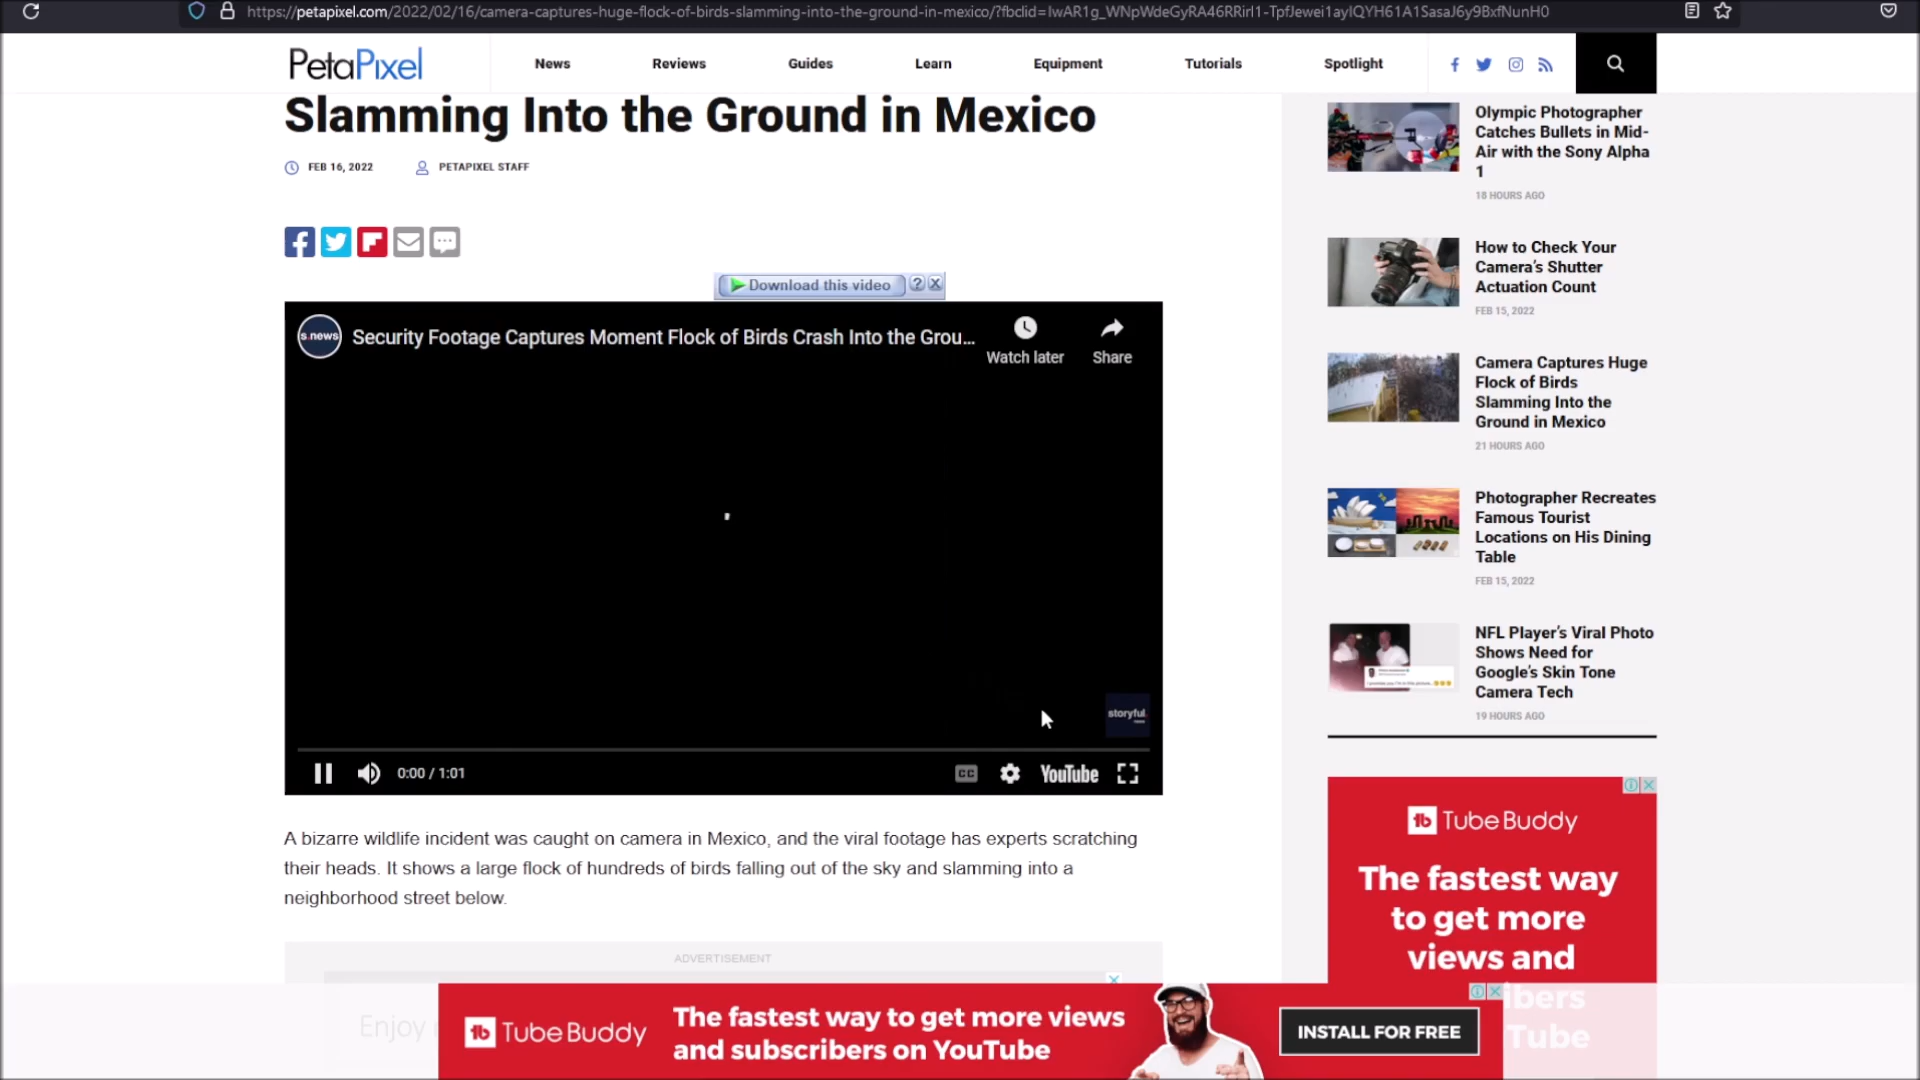 https://petapixel.com/2022/02/16/camera-captures-huge-flock-of-birds-slamming-into-the-ground-in-mexico/?fbclid=IwAR1g_WNpWdeGyRA46RRirI1-TpfJewei1ayIQYH61A1SasaJ6y9BxfNunH0
PetaPixel
News
Reviews
Guides
Learn
Equipment
Tutorials
Spotlight
Slamming Into the Ground in Mexico
FEB 16, 2022
PETAPIXEL STAFF
Download this video
s.news
Security Footage Captures Moment Flock of Birds Crash Into the Grou...
Watch later
Share
storyful.
0:00 / 1:01
CC
YouTube
A bizarre wildlife incident was caught on camera in Mexico, and the viral footage has experts scratching
their heads. It shows a large flock of hundreds of birds falling out of the sky and slamming into a
neighborhood street below.
ADVERTISEMENT
Enjoy
Olympic Photographer
Catches Bullets in Mid-
Air with the Sony Alpha
1
18 HOURS AGO
How to Check Your
Camera's Shutter
Actuation Count
FEB 15, 2022
Camera Captures Huge
Flock of Birds
Slamming Into the
Ground in Mexico
21 HOURS AGO
Photographer Recreates
Famous Tourist
Locations on His Dining
Table
FEB 15, 2022
NFL Player's Viral Photo
Shows Need for
Google's Skin Tone
Camera Tech
19 HOURS AGO
tb TubeBuddy
The fastest way
to get more
views and
ibers
Tube
tb TubeBuddy
The fastest way to get more views
and subscribers on YouTube
INSTALL FOR FREE